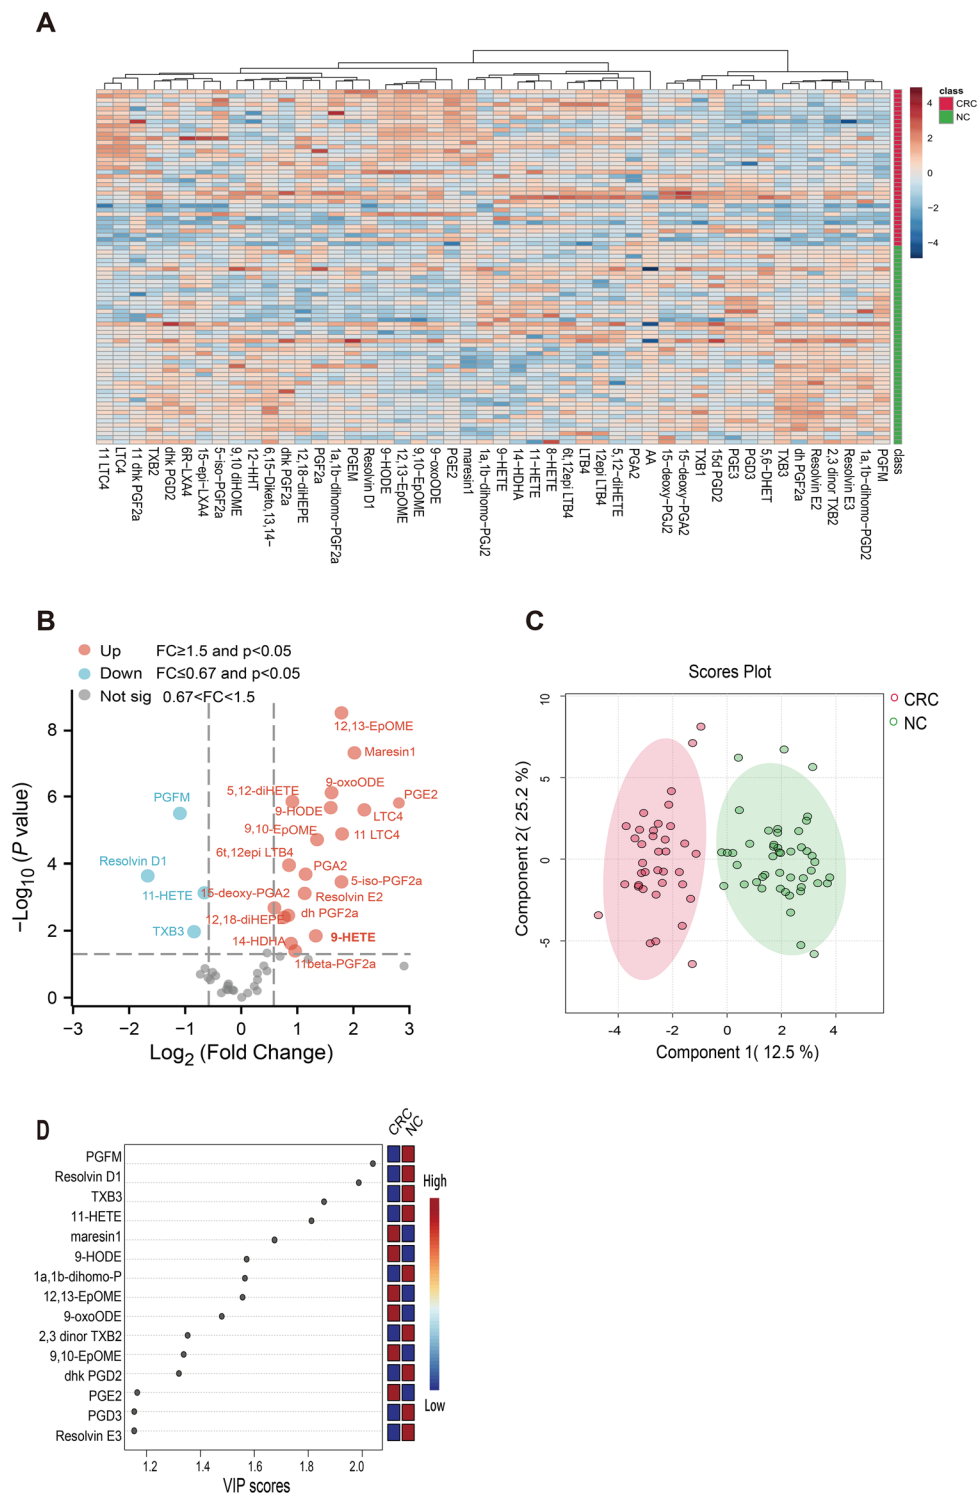 A
class
CRC
NC
4
2
0
−2
−4
11 LTC4
LTC4
11 dhk PGF2a
TXB2
dhk PGD2
6R−LXA4
15−epi−LXA4
5−iso−PGF2a
9,10 diHOME
12−HHT
6,15−Diketo,13,14−
dhk PGF2a
12,18−diHEPE
PGF2a
1a,1b−dihomo−PGF2a
PGEM
Resolvin D1
9−HODE
12,13−EpOME
9,10−EpOME
9−oxoODE
PGE2
maresin1
1a,1b−dihomo−PGJ2
9−HETE
14−HDHA
11−HETE
8−HETE
6t,12epi LTB4
LTB4
12epi LTB4
5,12−diHETE
PGA2
AA
15−deoxy−PGJ2
15−deoxy−PGA2
TXB1
15d PGD2
PGE3
PGD3
5,6−DHET
TXB3
dh PGF2a
Resolvin E2
2,3 dinor TXB2
Resolvin E3
1a,1b−dihomo−PGD2
PGFM
class
B
Up FC≥1.5 and p<0.05
Down FC≤0.67 and p<0.05
Not sig 0.67<FC<1.5
8
6
4
2
0
−Log10 (P value)
12,13-EpOME
Maresin1
9-oxoODE
5,12-diHETE
PGE2
PGFM
9-HODE
LTC4
9,10-EpOME
11 LTC4
6t,12epi LTB4
Resolvin D1
PGA2
5-iso-PGF2a
11-HETE
15-deoxy-PGA2
Resolvin E2
12,18-diHEPE
dh PGF2a
TXB3
14-HDHA
9-HETE
11beta-PGF2a
−3 −2 −1 0 1 2 3
Log2 (Fold Change)
C
Scores Plot
CRC
NC
10
5
0
-5
Component 2( 25.2 %)
-4 -2 0 2 4
Component 1( 12.5 %)
D
CRC
NC
PGFM
Resolvin D1
TXB3
11-HETE
maresin1
9-HODE
1a,1b-dihomo-P
12,13-EpOME
9-oxoODE
2,3 dinor TXB2
9,10-EpOME
dhk PGD2
PGE2
PGD3
Resolvin E3
High
Low
1.2 1.4 1.6 1.8 2.0
VIP scores